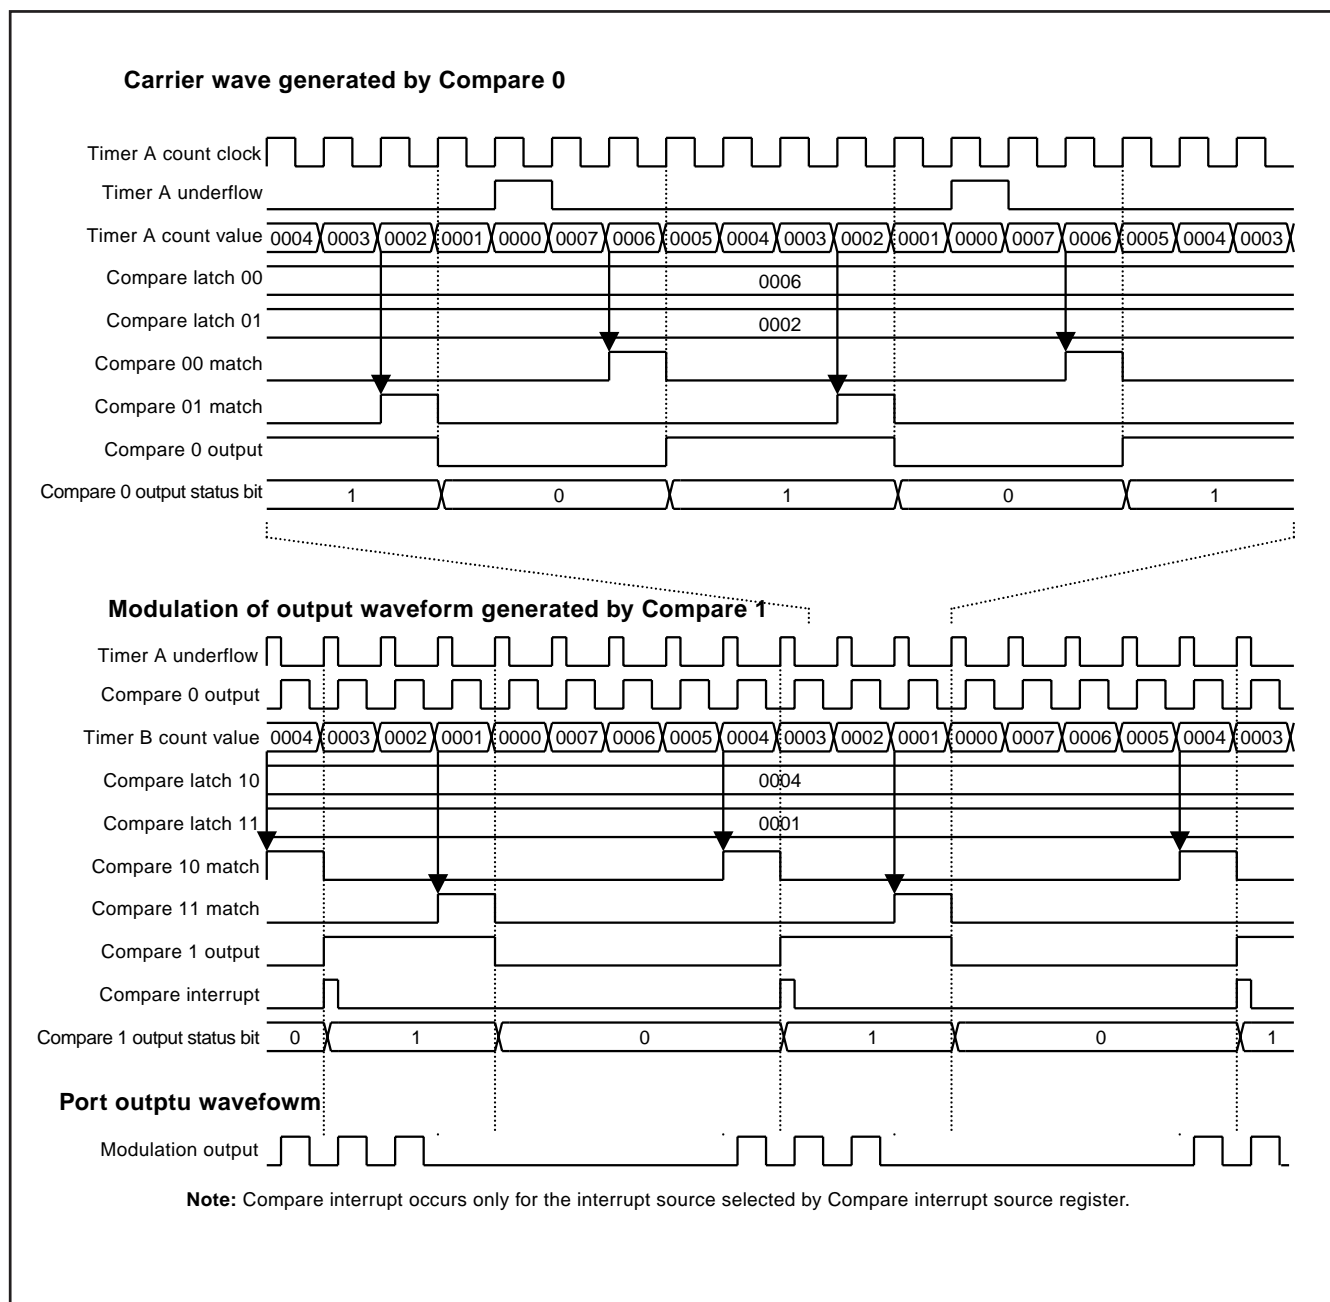 Carrier wave generated by Compare 0
Timer A count clock
Timer A underflow
Timer A count value 0004 0003 0002 0001 0000 0007 0006 0005 0004 0003 0002 0001 0000 0007 0006 0005 0004 0003
Compare latch 00 0006
Compare latch 01 0002
Compare 00 match
Compare 01 match
Compare 0 output
Compare 0 output status bit 1 0 1 0 1
Modulation of output waveform generated by Compare 1
Timer A underflow
Compare 0 output
Timer B count value 0004 0003 0002 0001 0000 0007 0006 0005 0004 0003 0002 0001 0000 0007 0006 0005 0004 0003
Compare latch 10 0004
Compare latch 11 0001
Compare 10 match
Compare 11 match
Compare 1 output
Compare interrupt
Compare 1 output status bit 0 1 0 1 0 1
Port outptu wavefowm
Modulation output
Note: Compare interrupt occurs only for the interrupt source selected by Compare interrupt source register.